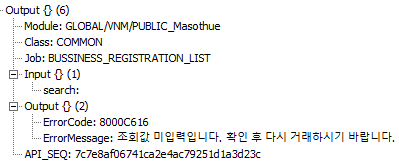 Output {} (6)
Module: GLOBAL/VNM/PUBLIC_Masothue
Class: COMMON
Job: BUSSINESS_REGISTRATION_LIST
Input {} (1)
search:
Output {} (2)
ErrorCode: 8000C616
ErrorMessage: 조회값 미입력입니다. 확인 후 다시 거래하시기 바랍니다.
API_SEQ: 7c7e8af06741ca2e4ac79251d1a3d23c